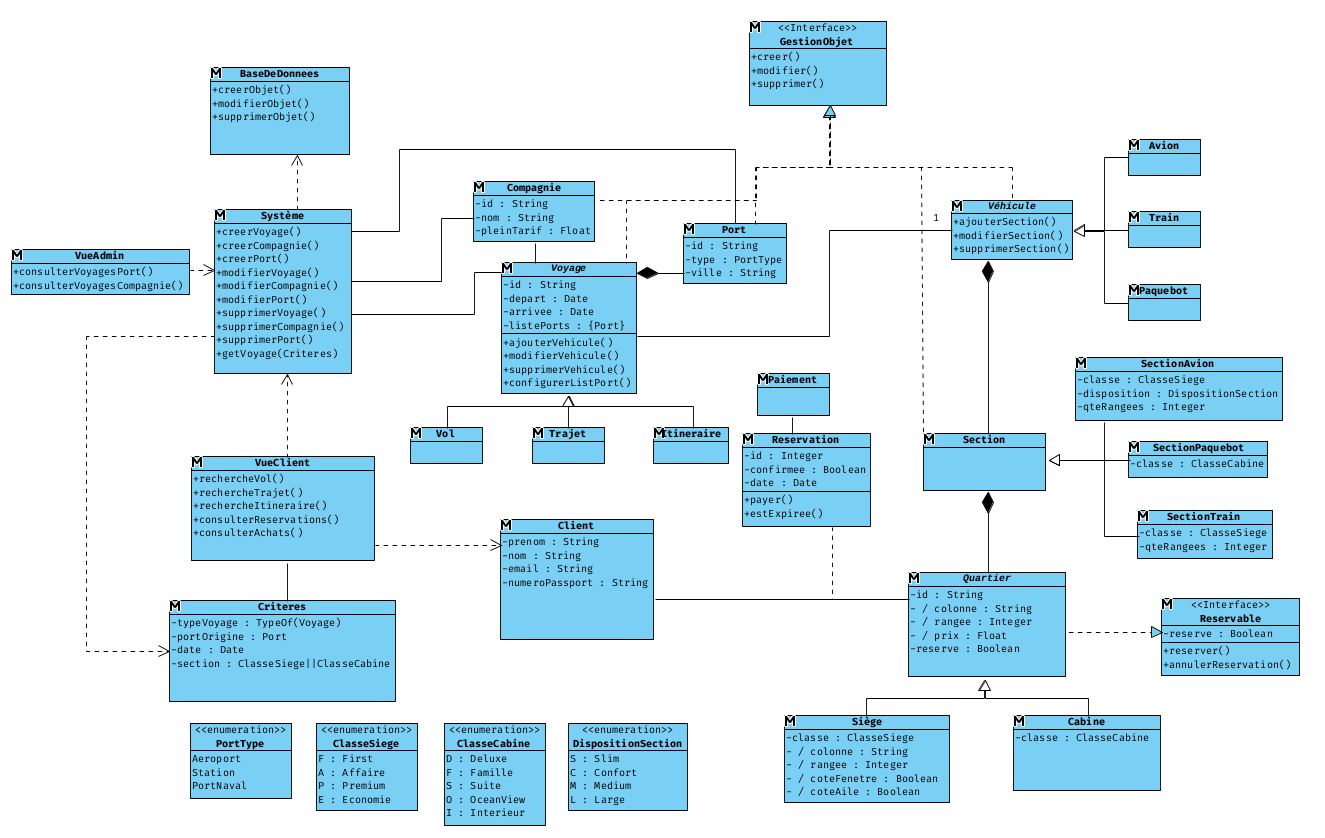 <<Interface>>
GestionObjet
+creer()
+modifier()
+supprimer()
BaseDeDonnees
+creerObjet()
+modifierObjet()
+supprimerObjet()
Avion
Train
Paquebot
Compagnie
-id : String
-nom : String
-pleinTarif : Float
Système
+creerVoyage()
+creerCompagnie()
+creerPort()
+modifierVoyage()
+modifierCompagnie()
+modifierPort()
+supprimerVoyage()
+supprimerCompagnie()
+supprimerPort()
+getVoyage(Criteres)
Port
-id : String
-type : PortType
-ville : String
1
Véhicule
+ajouterSection()
+modifierSection()
+supprimerSection()
VueAdmin
+consulterVoyagesPort()
+consulterVoyagesCompagnie()
Voyage
-id : String
-depart : Date
-arrivee : Date
-listePorts : {Port}
+ajouterVehicule()
+modifierVehicule()
+supprimerVehicule()
+configurerListPort()
SectionAvion
-classe : ClasseSiege
-disposition : DispositionSection
-qteRangees : Integer
Paiement
Vol
Trajet
Itineraire
Reservation
-id : Integer
-confirmee : Boolean
-date : Date
+payer()
+estExpiree()
Section
SectionPaquebot
-classe : ClasseCabine
VueClient
+rechercheVol()
+rechercheTrajet()
+rechercheItineraire()
+consulterReservations()
+consulterAchats()
SectionTrain
-classe : ClasseSiege
-qteRangees : Integer
Client
-prenom : String
-nom : String
-email : String
-numeroPassport : String
Quartier
-id : String
- / colonne : String
- / rangee : Integer
- / prix : Float
-reserve : Boolean
Criteres
-typeVoyage : TypeOf(Voyage)
-portOrigine : Port
-date : Date
-section : ClasseSiege||ClasseCabine
<<Interface>>
Reservable
-reserve : Boolean
+reserver()
+annulerReservation()
Siège
-classe : ClasseSiege
- / colonne : String
- / rangee : Integer
- / coteFenetre : Boolean
- / coteAile : Boolean
Cabine
-classe : ClasseCabine
<<enumeration>>
PortType
Aeroport
Station
PortNaval
<<enumeration>>
ClasseSiege
F : First
A : Affaire
P : Premium
E : Economie
<<enumeration>>
ClasseCabine
D : Deluxe
F : Famille
S : Suite
O : OceanView
I : Interieur
<<enumeration>>
DispositionSection
S : Slim
C : Confort
M : Medium
L : Large